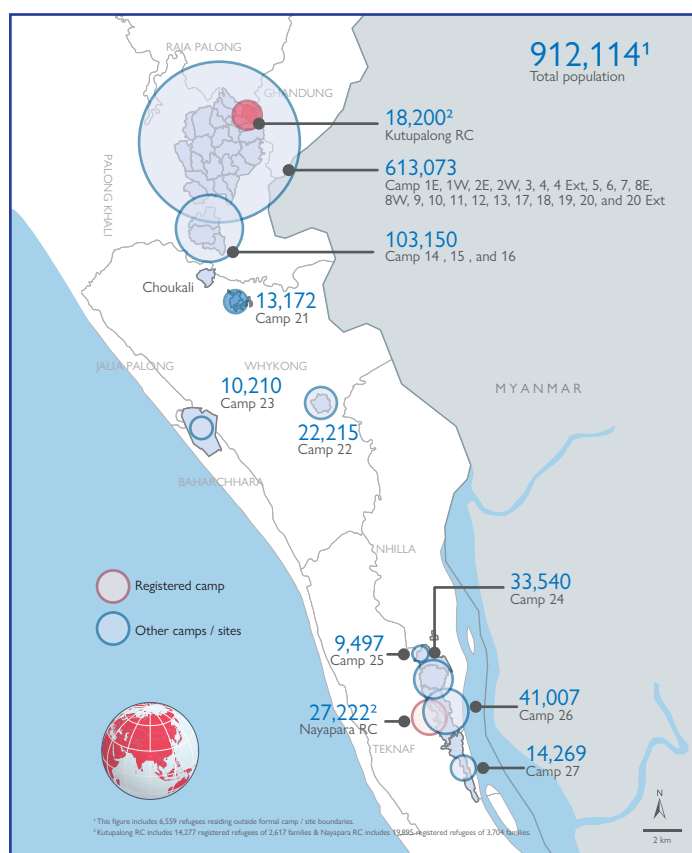 RAJA PALONG
912,114¹
Total population
GHANDUNG
18,200²
Kutupalong RC
613,073
Camp 1E, 1W, 2E, 2W, 3, 4, 4 Ext, 5, 6, 7, 8E,
8W, 9, 10, 11, 12, 13, 17, 18, 19, 20, and 20 Ext
PALONG KHALI
103,150
Camp 14 , 15 , and 16
Choukali
13,172
Camp 21
JALIA PALONG
WHYKONG
10,210
Camp 23
MYANMAR
22,215
Camp 22
BAHARCHHARA
NHILLA
33,540
Camp 24
Registered camp
Other camps / sites
9,497
Camp 25
41,007
Camp 26
27,222²
Nayapara RC
TEKNAF
14,269
Camp 27
N
2 km
¹ This figure includes 6,559 refugees residing outside formal camp / site boundaries.
² Kutupalong RC includes 14,277 registered refugees of 2,617 families & Nayapara RC includes 19,895 registered refugees of 3,704 families.